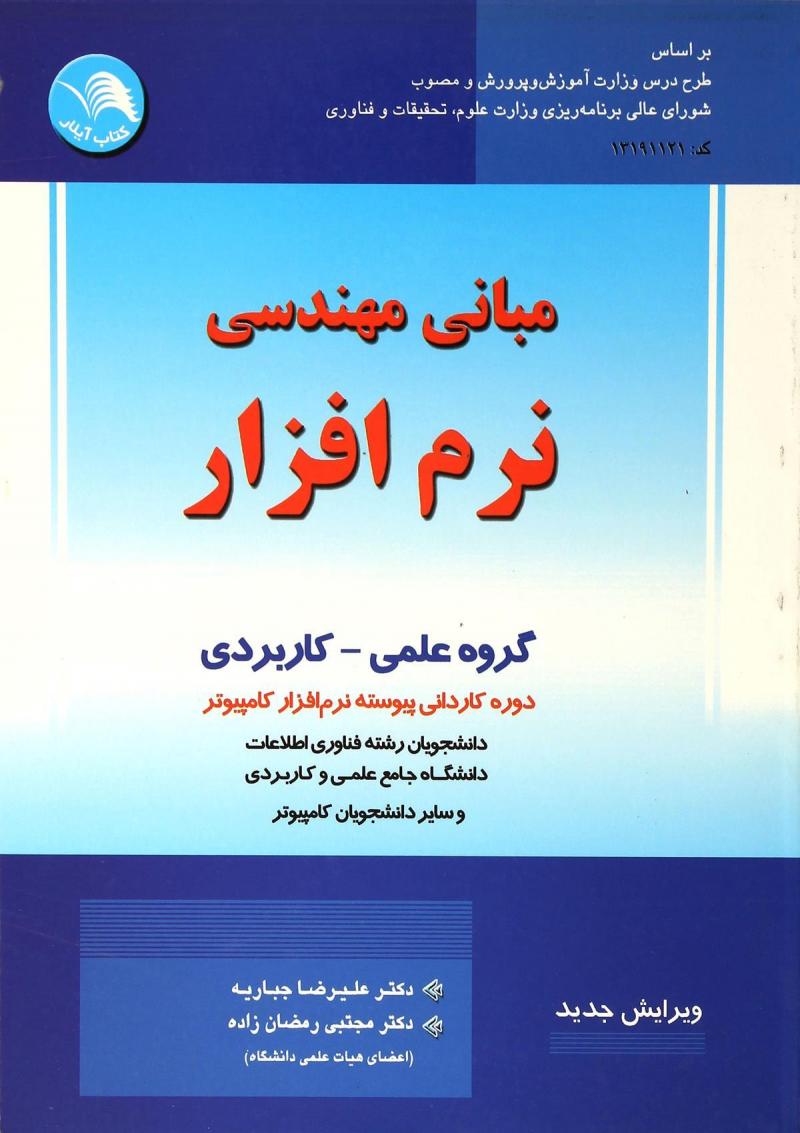 بر اساس
طرح درس وزارت آموزش‌و‌پرورش و مصوب
شورای عالی برنامه‌ریزی وزارت علوم، تحقیقات و فناوری
کد: ۱۳۱۹۱۱۲۱
کتاب آیلار
مبانی مهندسی
نرم افزار
گروه علمی - کاربردی
دوره کاردانی پیوسته نرم‌افزار کامپیوتر
دانشجویان رشته فناوری اطلاعات
دانشگاه جامع علمی و کاربردی
و سایر دانشجویان کامپیوتر
دکتر علیرضا جباریه
دکتر مجتبی رمضان زاده
(اعضای هیات علمی دانشگاه)
ویرایش جدید